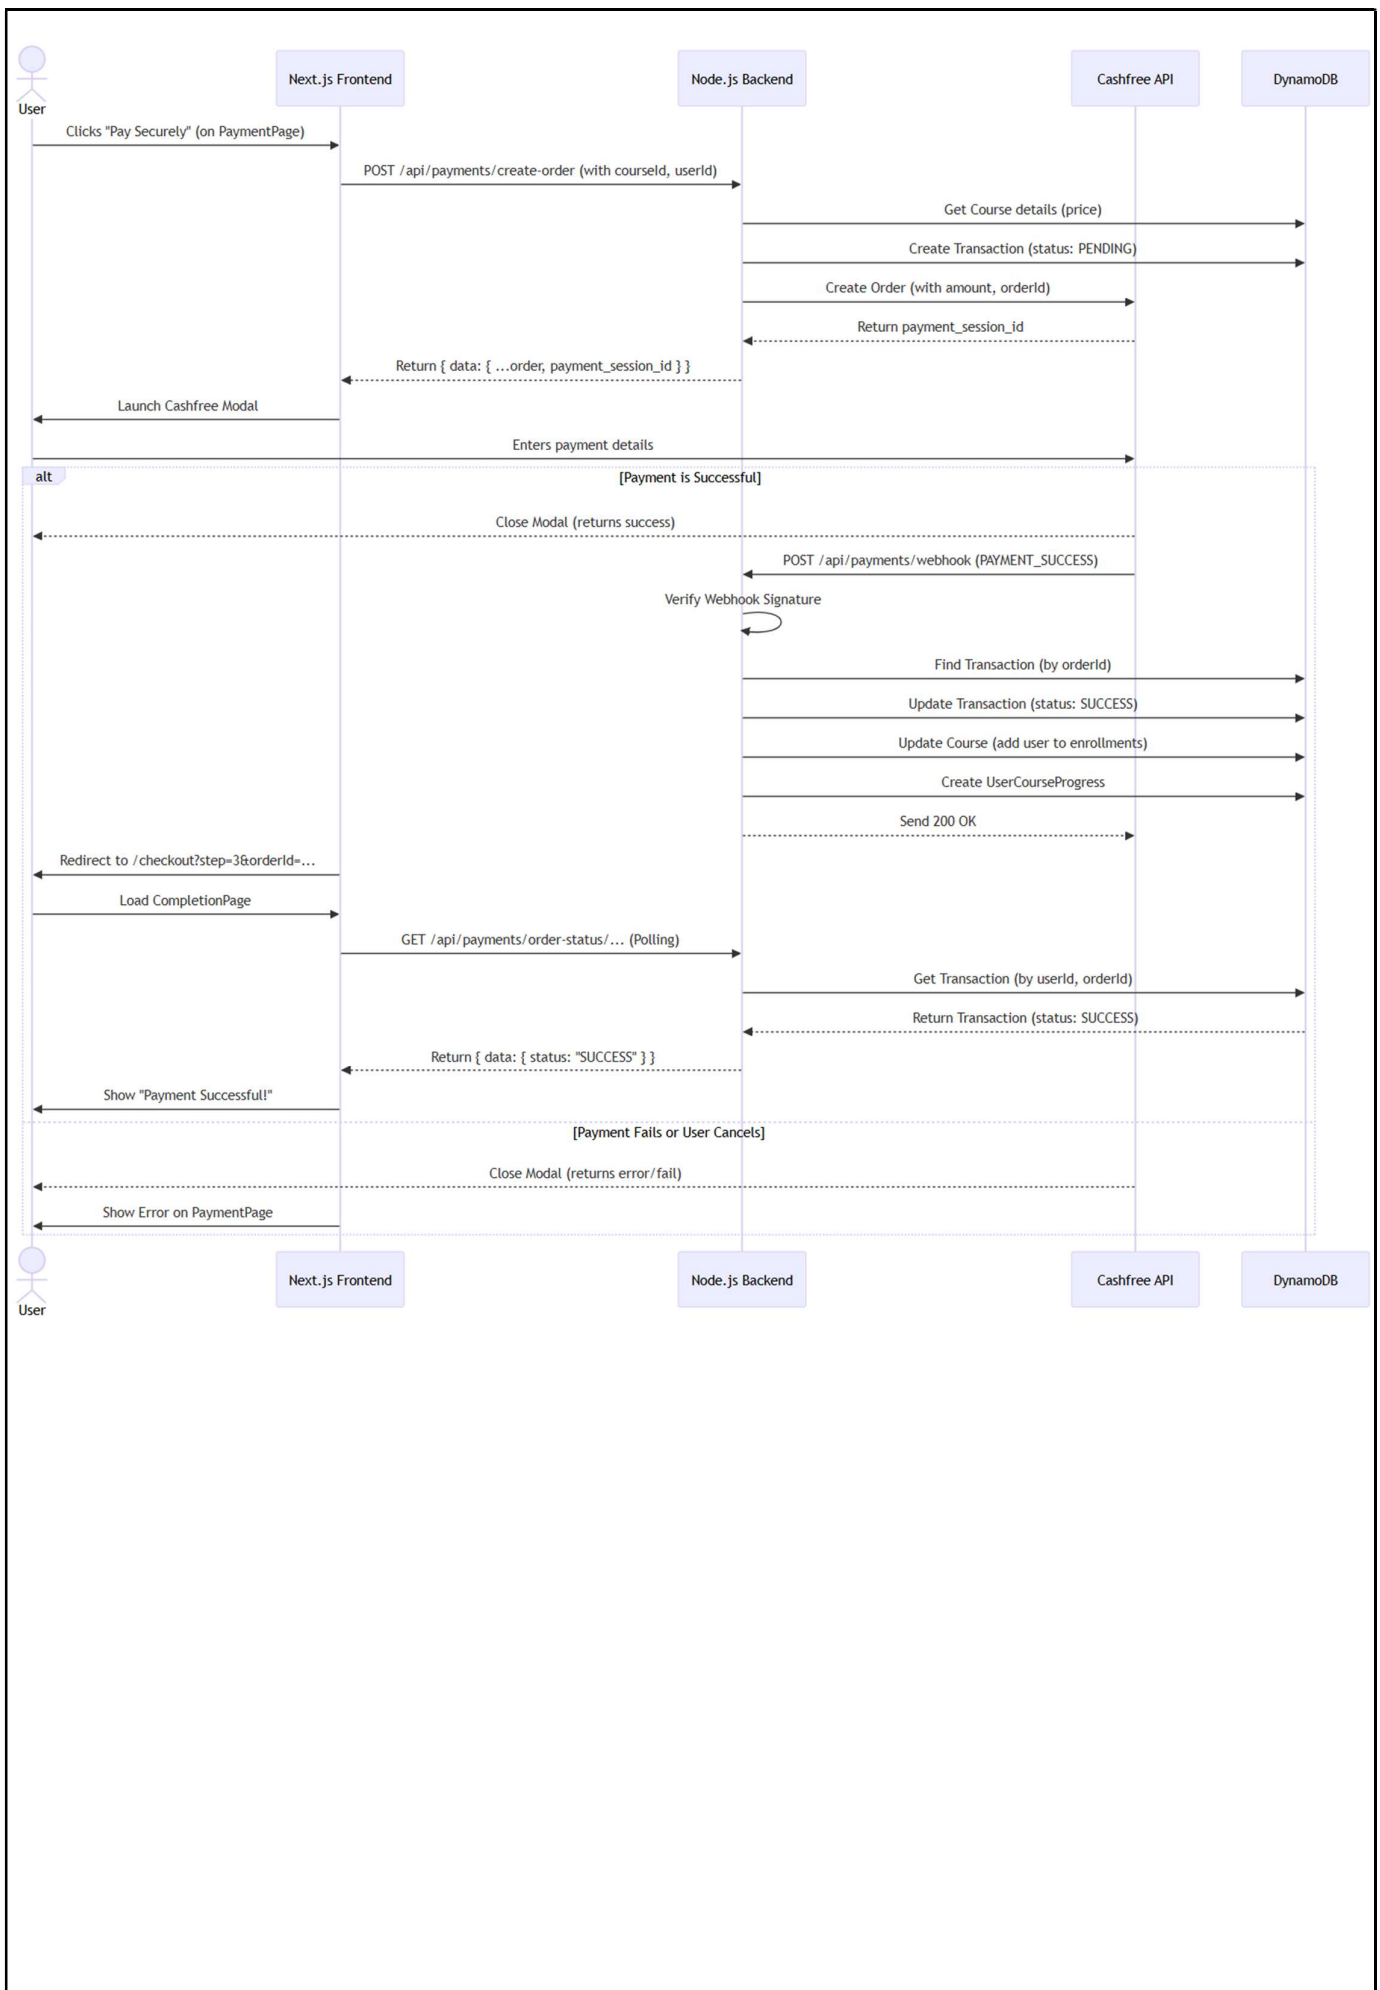 User
Next.js Frontend
Node.js Backend
Cashfree API
DynamoDB
Clicks "Pay Securely" (on PaymentPage)
POST /api/payments/create-order (with courseId, userId)
Get Course details (price)
Create Transaction (status: PENDING)
Create Order (with amount, orderId)
Return payment_session_id
Return { data: { ...order, payment_session_id } }
Launch Cashfree Modal
Enters payment details
alt
[Payment is Successful]
Close Modal (returns success)
POST /api/payments/webhook (PAYMENT_SUCCESS)
Verify Webhook Signature
Find Transaction (by orderId)
Update Transaction (status: SUCCESS)
Update Course (add user to enrollments)
Create UserCourseProgress
Send 200 OK
Redirect to /checkout?step=3&orderId=...
Load CompletionPage
GET /api/payments/order-status/... (Polling)
Get Transaction (by userId, orderId)
Return Transaction (status: SUCCESS)
Return { data: { status: "SUCCESS" } }
Show "Payment Successful!"
[Payment Fails or User Cancels]
Close Modal (returns error/fail)
Show Error on PaymentPage
User
Next.js Frontend
Node.js Backend
Cashfree API
DynamoDB